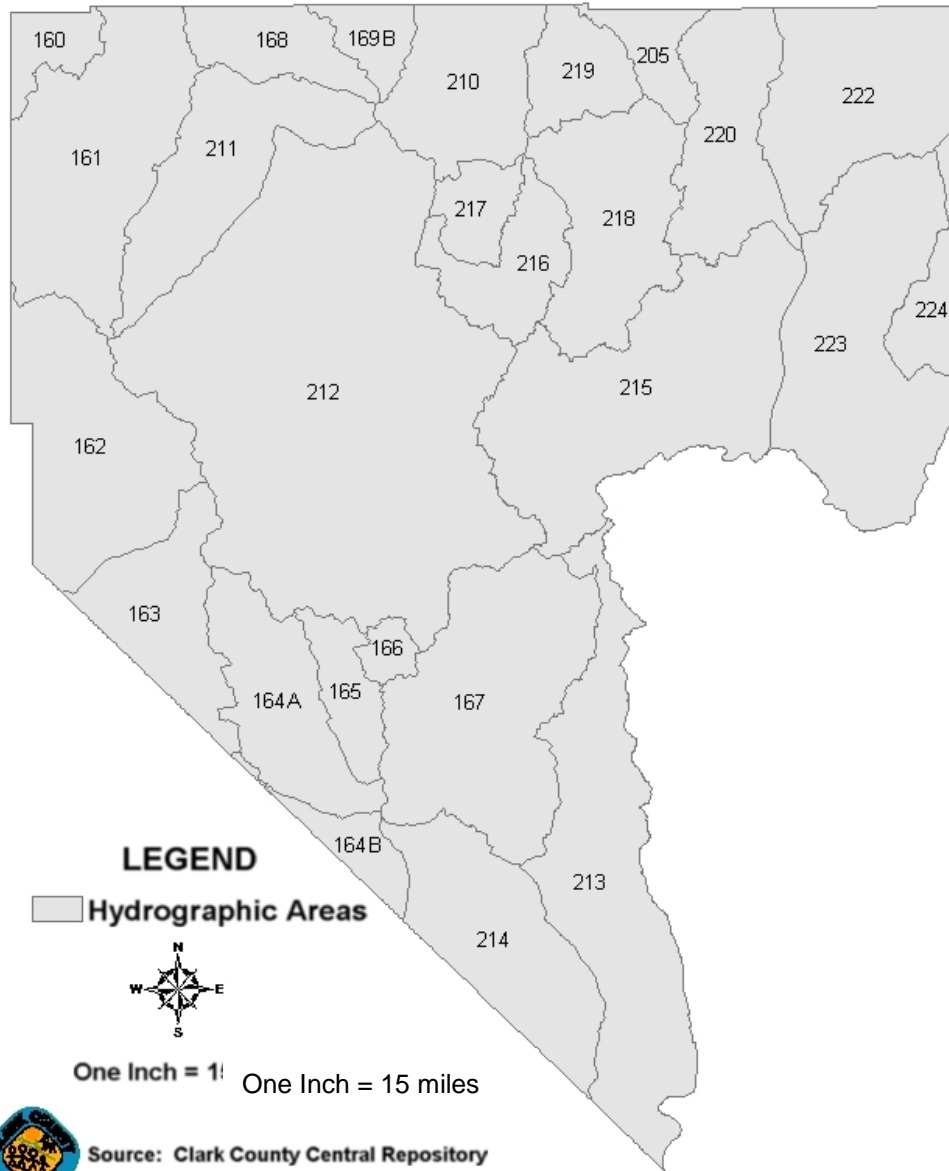 160
168
169B
210
219
205
222
161
211
220
217
218
216
224
223
212
215
162
163
166
165
164A
167
164B
LEGEND
213
Hydrographic Areas
214
N
W E
S
One Inch = 15
One Inch = 15 miles
Source: Clark County Central Repository